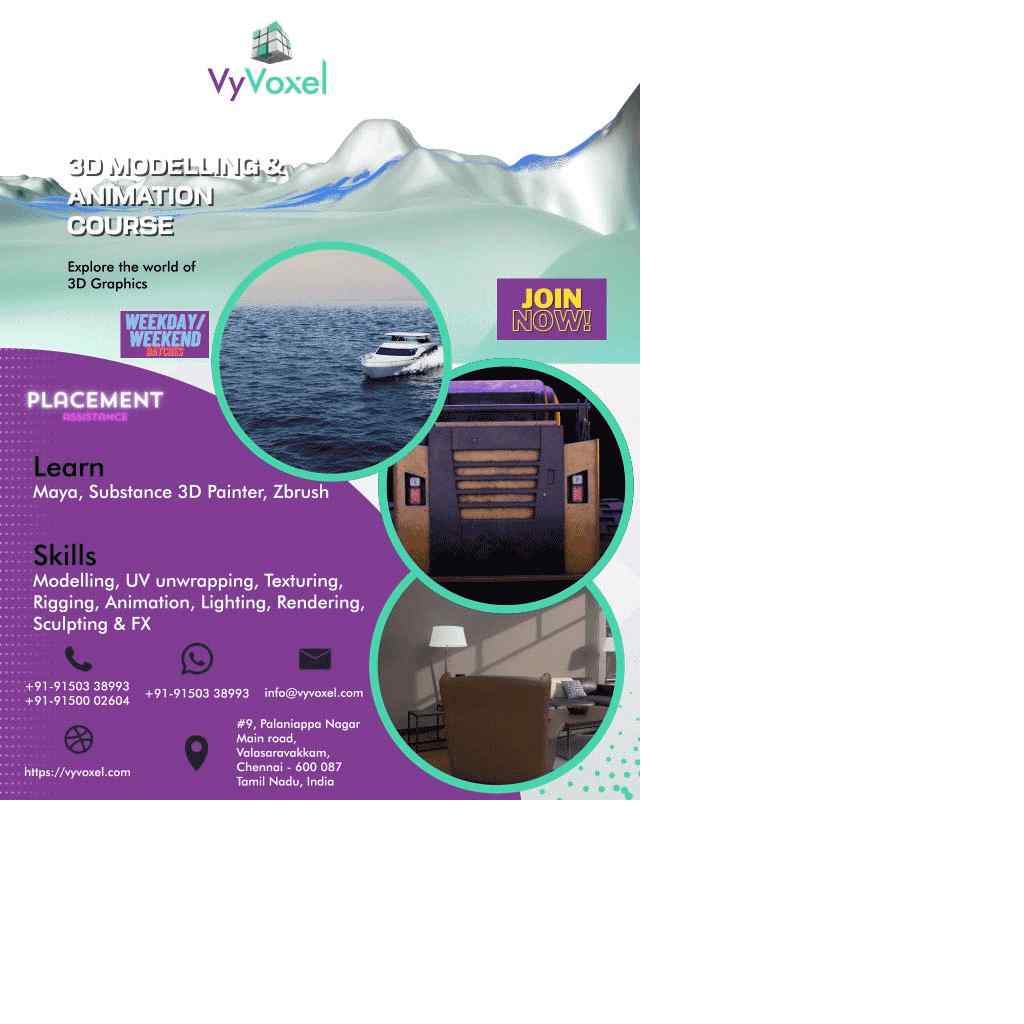 VyVoxel
3D MODELLING &
ANIMATION
COURSE
Explore the world of
3D Graphics
JOIN
NOW!
WEEKDAY/
WEEKEND
BATCHES
PLACEMENT
ASSISTANCE
Learn
Maya, Substance 3D Painter, Zbrush
Skills
Modelling, UV unwrapping, Texturing,
Rigging, Animation, Lighting, Rendering,
Sculpting & FX
+91-91503 38993
+91-91500 02604
+91-91503 38993
info@vyvoxel.com
https://vyvoxel.com
#9, Palaniappa Nagar
Main road,
Valasaravakkam,
Chennai - 600 087
Tamil Nadu, India